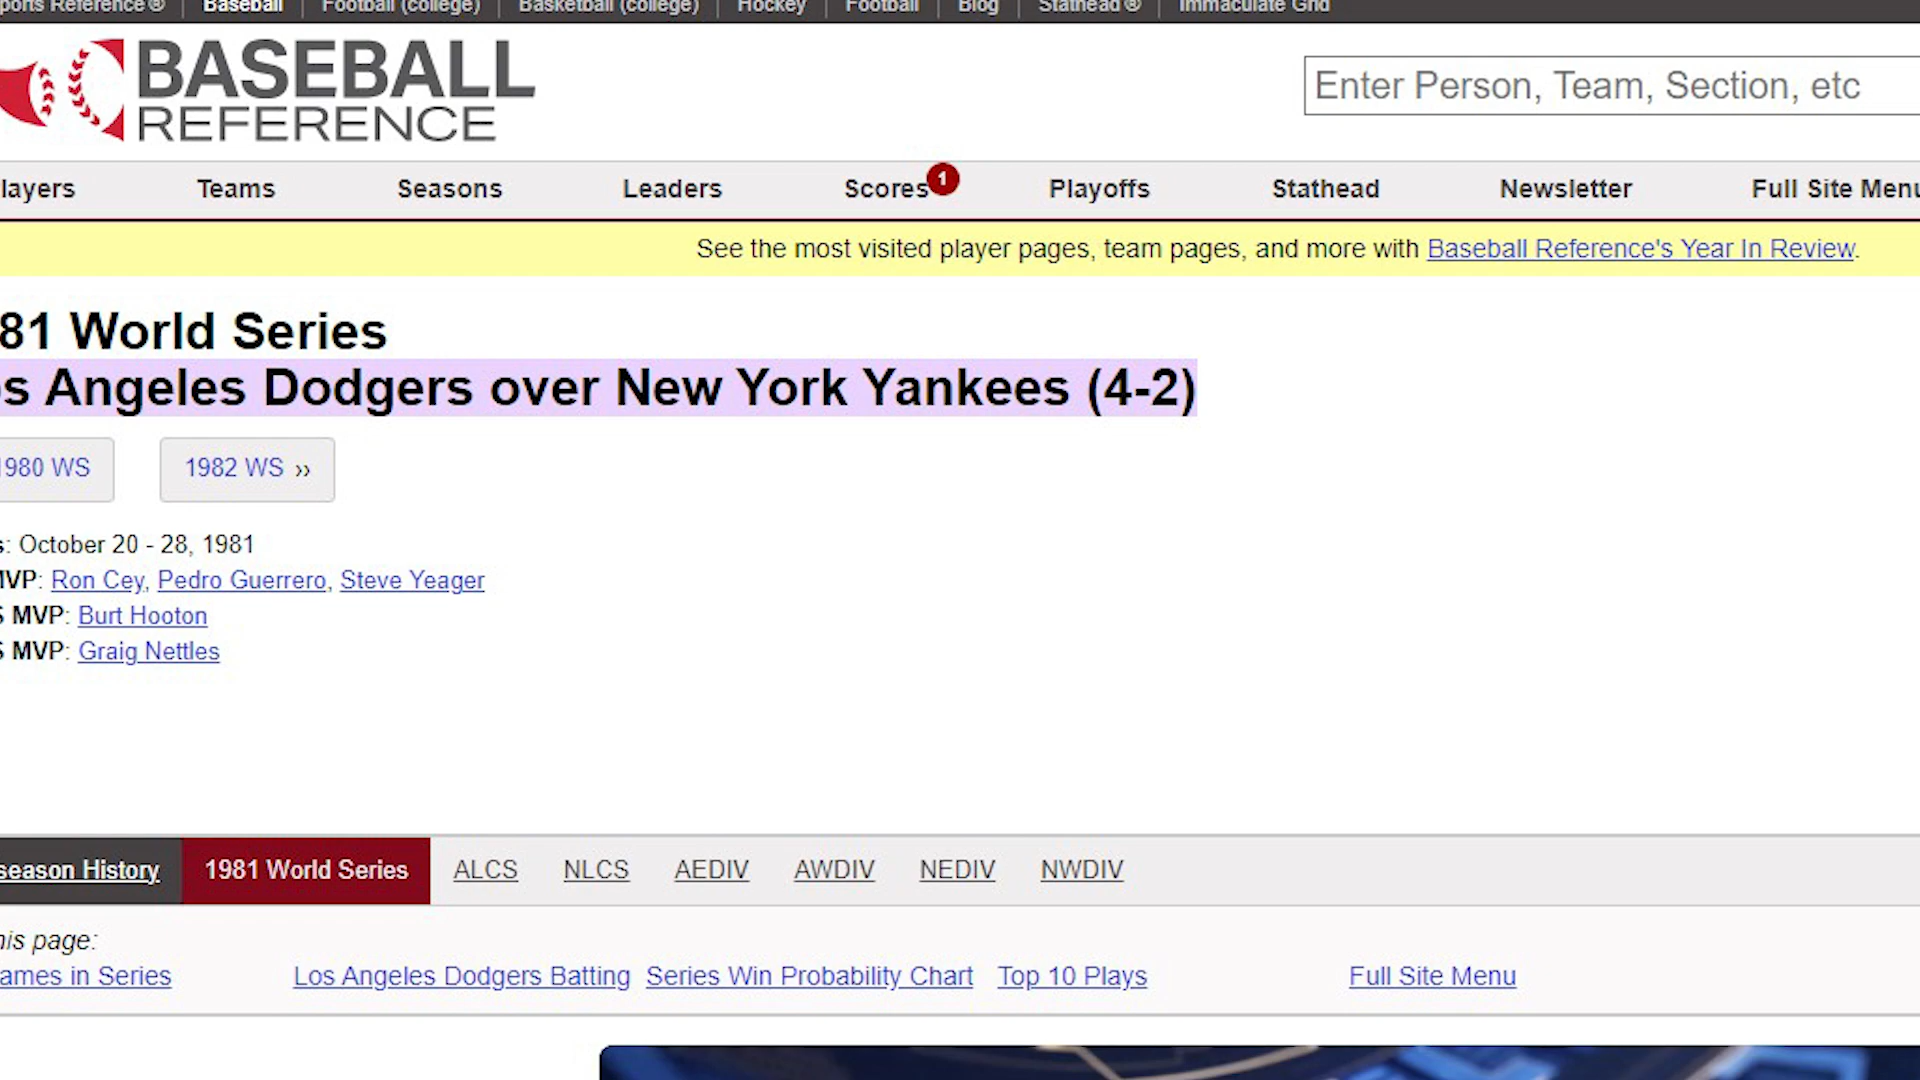 ports Reference ® Baseball Football (college) Basketball (college) Hockey Football Blog Stathead ® Immaculate Grid
BASEBALL
REFERENCE
Enter Person, Team, Section, etc
layers Teams Seasons Leaders Scores 1 Playoffs Stathead Newsletter Full Site Menu
See the most visited player pages, team pages, and more with Baseball Reference's Year In Review.
81 World Series
os Angeles Dodgers over New York Yankees (4-2)
1980 WS 1982 WS ››
s: October 20 - 28, 1981
MVP: Ron Cey, Pedro Guerrero, Steve Yeager
S MVP: Burt Hooton
S MVP: Graig Nettles
season History 1981 World Series ALCS NLCS AEDIV AWDIV NEDIV NWDIV
his page:
ames in Series Los Angeles Dodgers Batting Series Win Probability Chart Top 10 Plays Full Site Menu